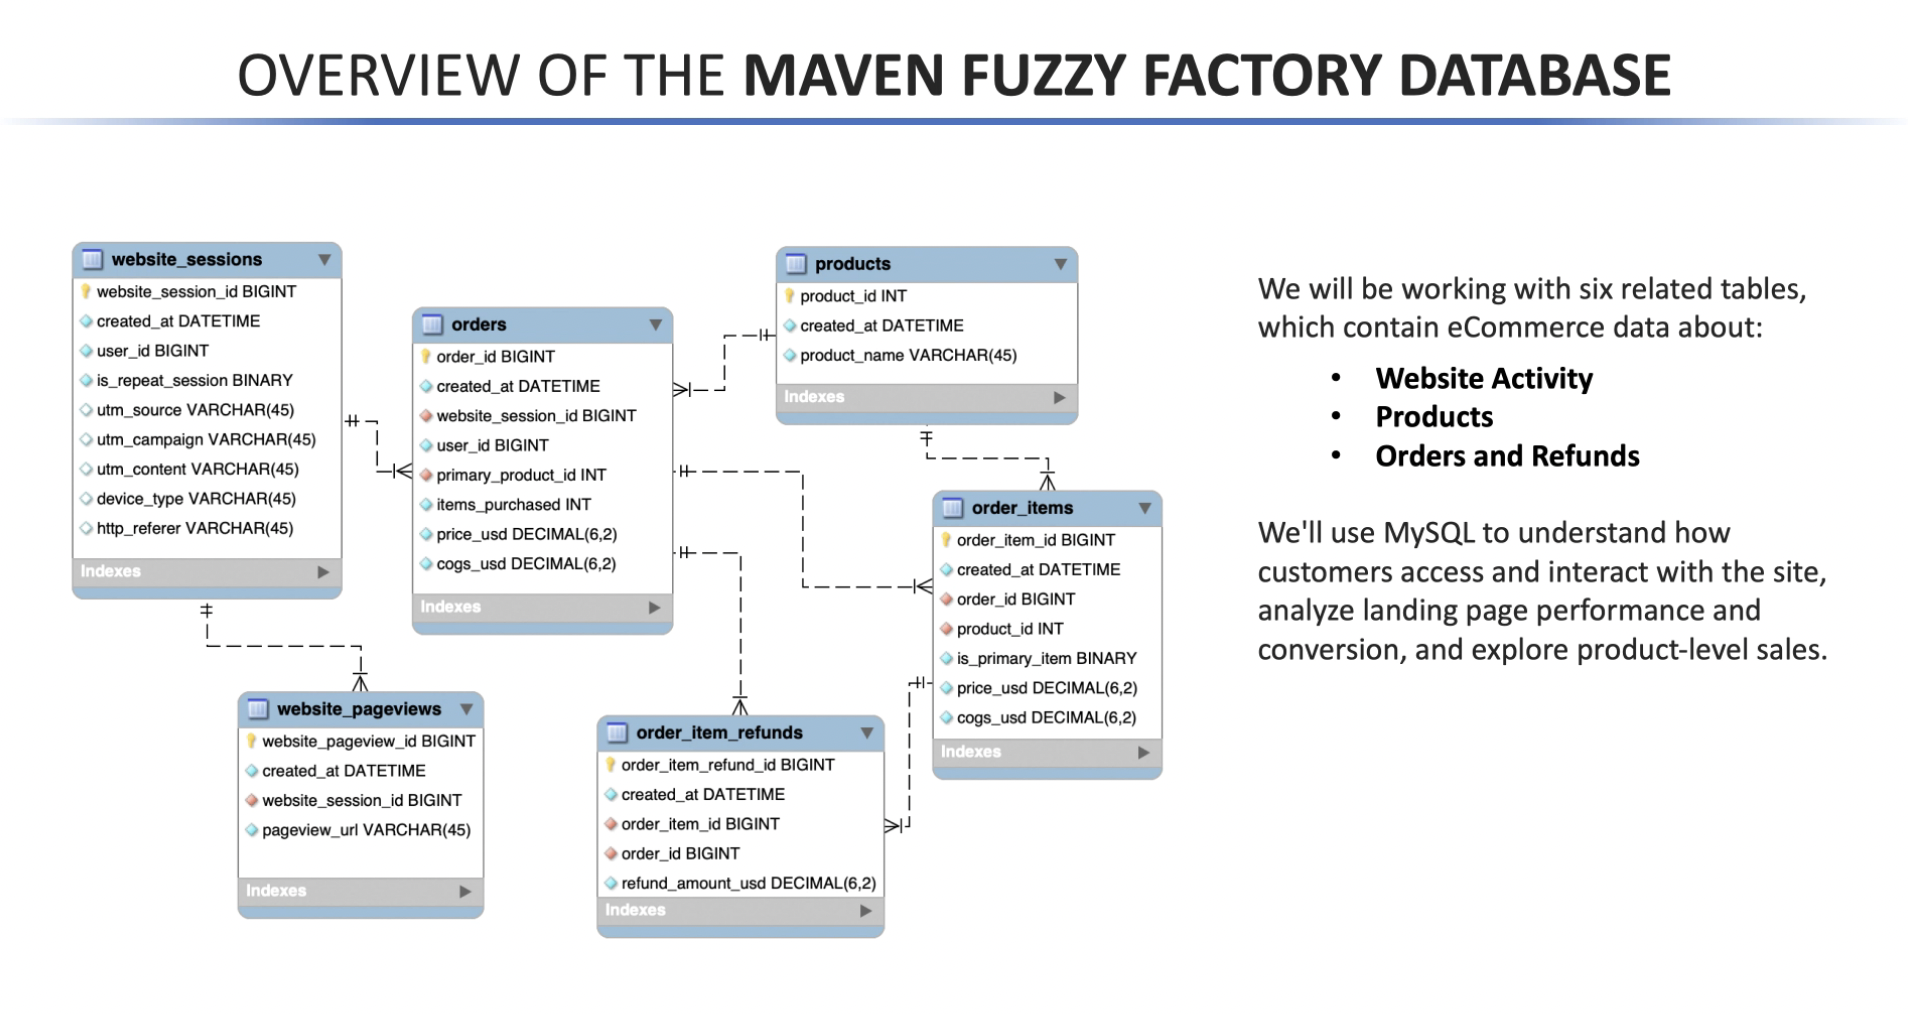 OVERVIEW OF THE MAVEN FUZZY FACTORY DATABASE
website_sessions
website_session_id BIGINT
created_at DATETIME
user_id BIGINT
is_repeat_session BINARY
utm_source VARCHAR(45)
utm_campaign VARCHAR(45)
utm_content VARCHAR(45)
device_type VARCHAR(45)
http_referer VARCHAR(45)
Indexes
orders
order_id BIGINT
created_at DATETIME
website_session_id BIGINT
user_id BIGINT
primary_product_id INT
items_purchased INT
price_usd DECIMAL(6,2)
cogs_usd DECIMAL(6,2)
Indexes
products
product_id INT
created_at DATETIME
product_name VARCHAR(45)
Indexes
order_items
order_item_id BIGINT
created_at DATETIME
order_id BIGINT
product_id INT
is_primary_item BINARY
price_usd DECIMAL(6,2)
cogs_usd DECIMAL(6,2)
Indexes
website_pageviews
website_pageview_id BIGINT
created_at DATETIME
website_session_id BIGINT
pageview_url VARCHAR(45)
Indexes
order_item_refunds
order_item_refund_id BIGINT
created_at DATETIME
order_item_id BIGINT
order_id BIGINT
refund_amount_usd DECIMAL(6,2)
Indexes
We will be working with six related tables,
which contain eCommerce data about:
• Website Activity
• Products
• Orders and Refunds
We'll use MySQL to understand how
customers access and interact with the site,
analyze landing page performance and
conversion, and explore product-level sales.